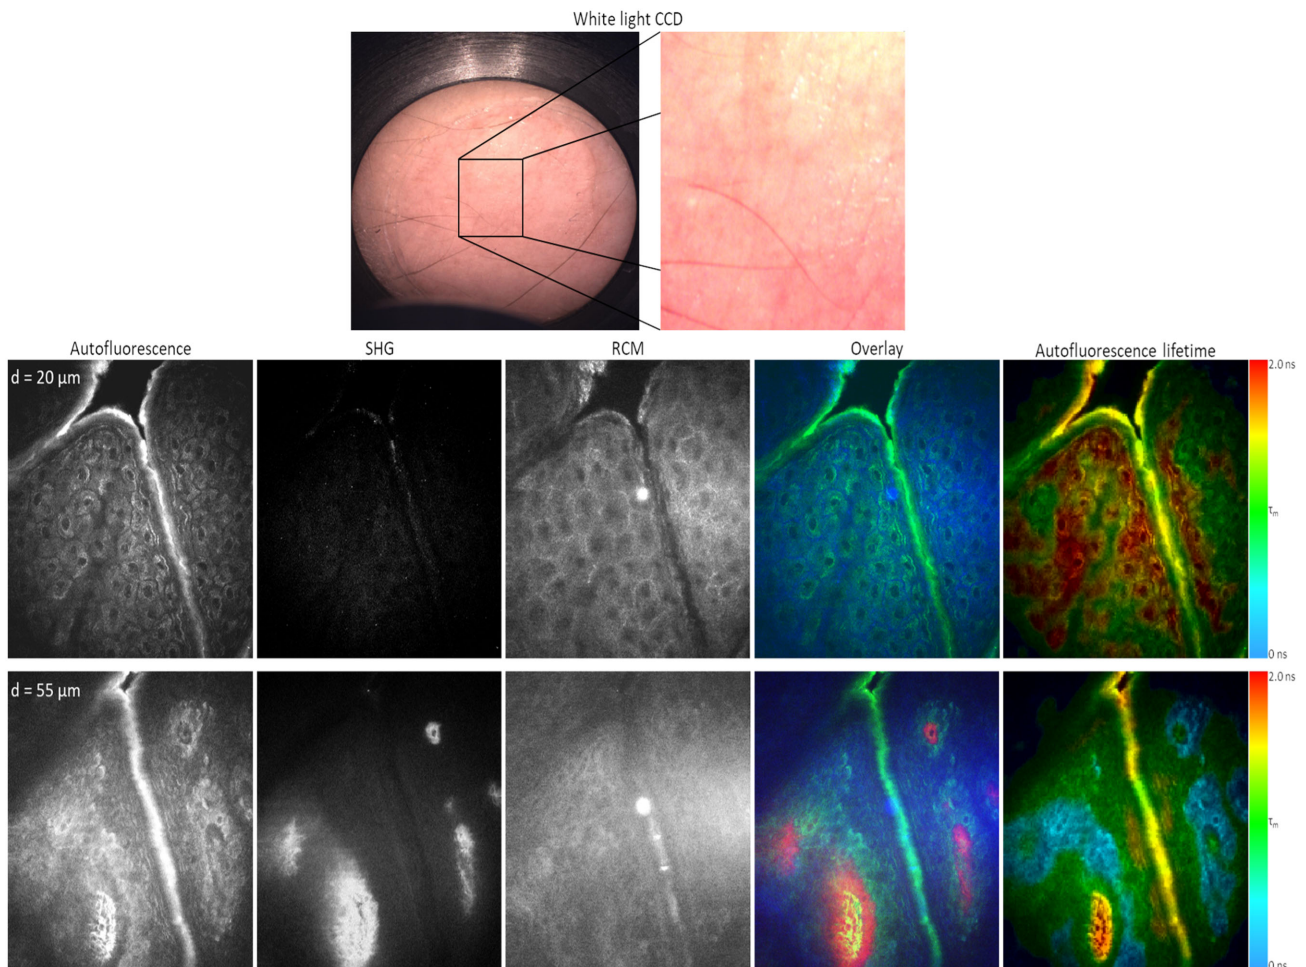 White light CCD
Autofluorescence
SHG
RCM
Overlay
Autofluorescence lifetime
d = 20 µm
2.0 ns
τm
0 ns
d = 55 µm
2.0 ns
τm
0 ns